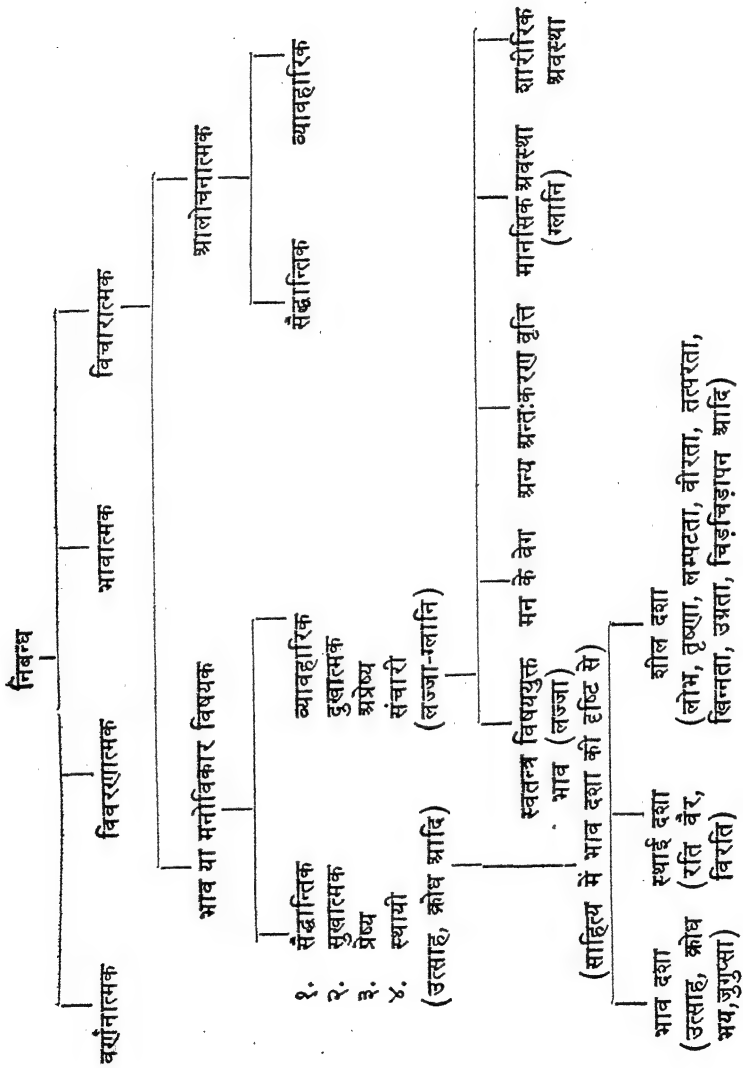 निबन्ध
वर्णनात्मक विवरणात्मक भावात्मक विचारात्मक
भाव या मनोविकार विषयक आलोचनात्मक
सैद्धान्तिक व्यावहारिक
१. सैद्धान्तिक व्यावहारिक
२. सुखात्मक दुखात्मक
३. प्रेष्य अप्रेष्य
४. स्थायी संचारी
(उत्साह, क्रोध आदि) (लज्जा-ग्लानि)
स्वतन्त्र विषययुक्त मन के वेग अन्य अन्तःकरण वृत्ति मानसिक अवस्था शारीरिक
भाव (लज्जा) (ग्लानि) अवस्था
(साहित्य में भाव दशा की दृष्टि से)
भाव दशा स्थाई दशा शील दशा
(उत्साह, क्रोध (रति वैर, (लोभ, तृष्णा, लम्पटता, वीरता, तत्परता,
भय,जुगुप्सा) विरति) खिन्नता, उग्रता, चिड़चिड़ापन आदि)